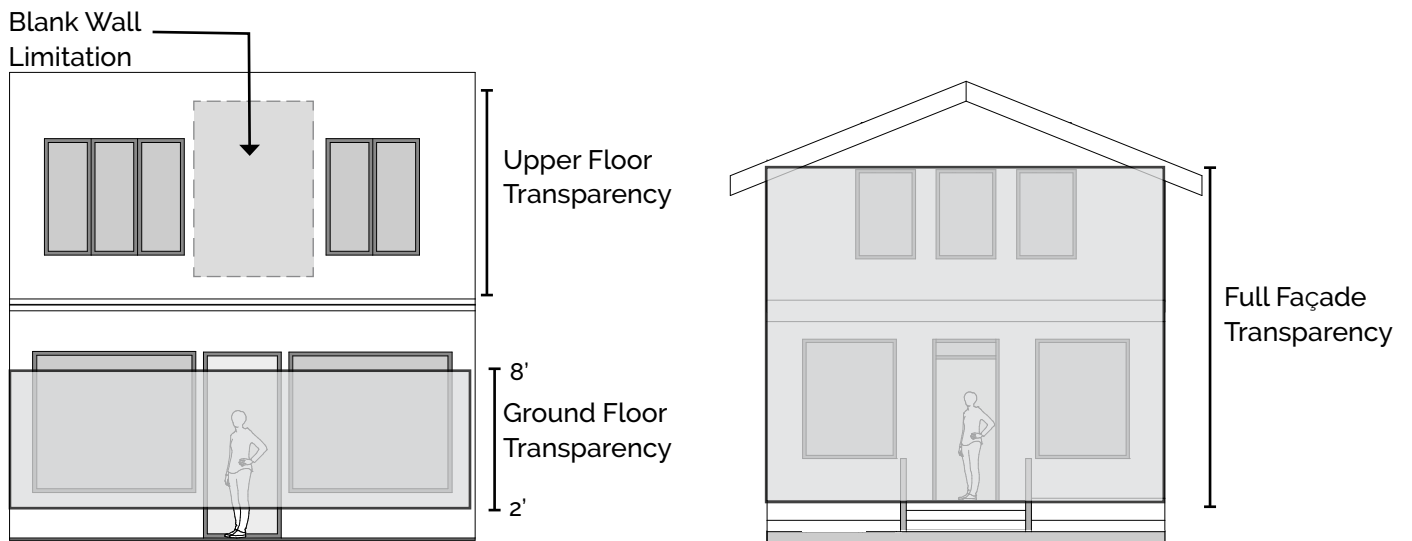 Blank Wall
Limitation
Upper Floor
Transparency
8’
Ground Floor
Transparency
2’
Full Façade
Transparency